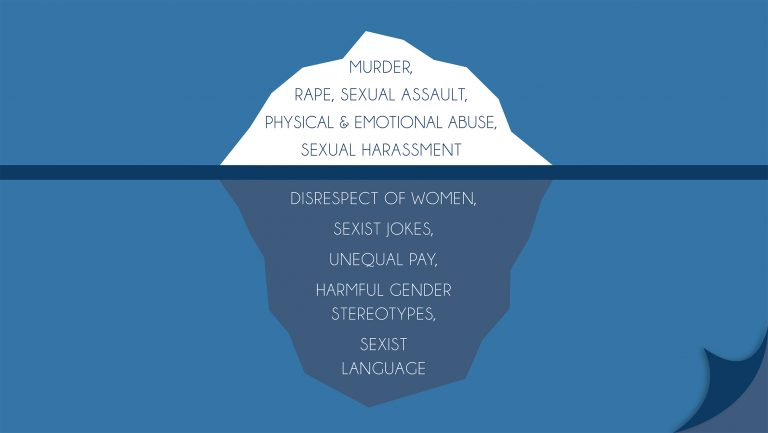 MURDER,
RAPE, SEXUAL ASSAULT,
PHYSICAL & EMOTIONAL ABUSE,
SEXUAL HARASSMENT
DISRESPECT OF WOMEN,
SEXIST JOKES,
UNEQUAL PAY,
HARMFUL GENDER
STEREOTYPES,
SEXIST
LANGUAGE